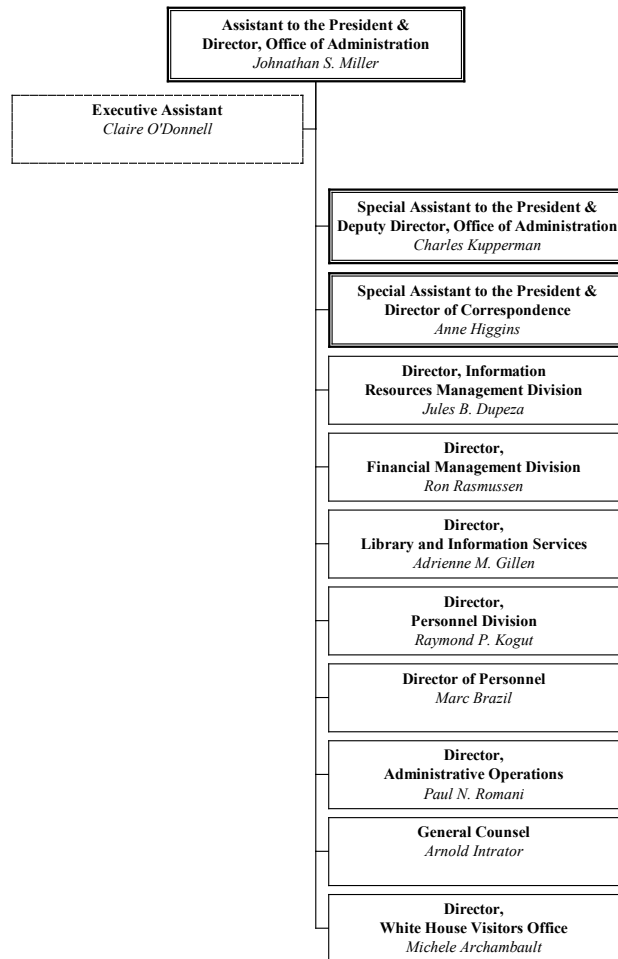 Assistant to the President &
Director, Office of Administration
Johnathan S. Miller
Executive Assistant
Claire O'Donnell
Special Assistant to the President &
Deputy Director, Office of Administration
Charles Kupperman
Special Assistant to the President &
Director of Correspondence
Anne Higgins
Director, Information
Resources Management Division
Jules B. Dupeza
Director,
Financial Management Division
Ron Rasmussen
Director,
Library and Information Services
Adrienne M. Gillen
Director,
Personnel Division
Raymond P. Kogut
Director of Personnel
Marc Brazil
Director,
Administrative Operations
Paul N. Romani
General Counsel
Arnold Intrator
Director,
White House Visitors Office
Michele Archambault